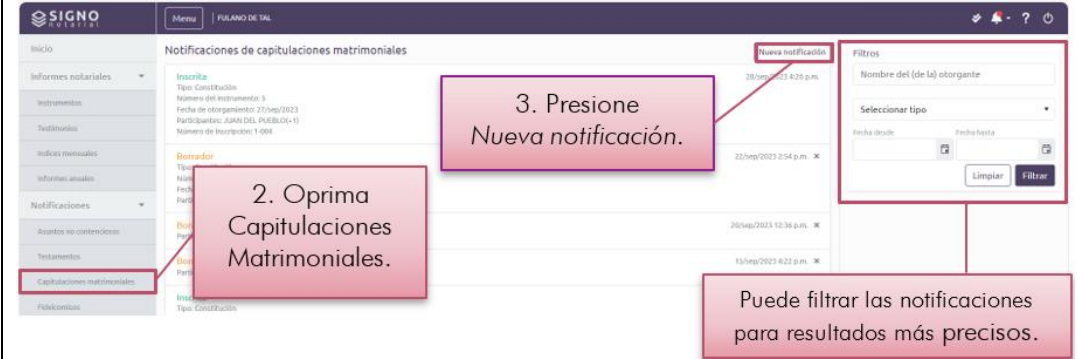 SIGNO
notarial
Menu
FULANO DE TAL
?
Inicio
Informes notariales
Instrumentos
Testimonios
Índices mensuales
Informes anuales
Notificaciones
Asuntos no contenciosos
Testamentos
Capitulaciones matrimoniales
Fideicomisos
Notificaciones de capitulaciones matrimoniales
Nueva notificación
Inscrita
28/sep/2023 4:26 p.m.
Tipo: Constitución
Número del instrumento: 5
Fecha de otorgamiento: 27/sep/2023
Participantes: JUAN DEL PUEBLO(+1)
Número de inscripción: 1-004
Borrador
22/sep/2023 2:54 p.m.
20/sep/2023 12:36 p.m.
13/sep/2023 4:22 p.m.
Tipo: Constitución
Filtros
Nombre del (de la) otorgante
Seleccionar tipo
Fecha desde
Fecha hasta
Limpiar
Filtrar
2. Oprima
Capitulaciones
Matrimoniales.
3. Presione
Nueva notificación.
Puede filtrar las notificaciones
para resultados más precisos.